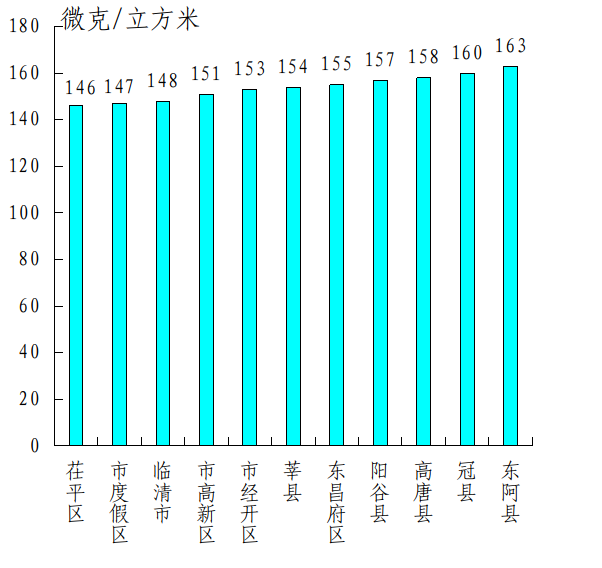 微克/立方米
180
160
140
120
100
80
60
40
20
0
146 147 148 151 153 154 155 157 158 160 163
茌平区
市度假区
临清市
市高新区
市经开区
莘县
东昌府区
阳谷县
高唐县
冠县
东阿县